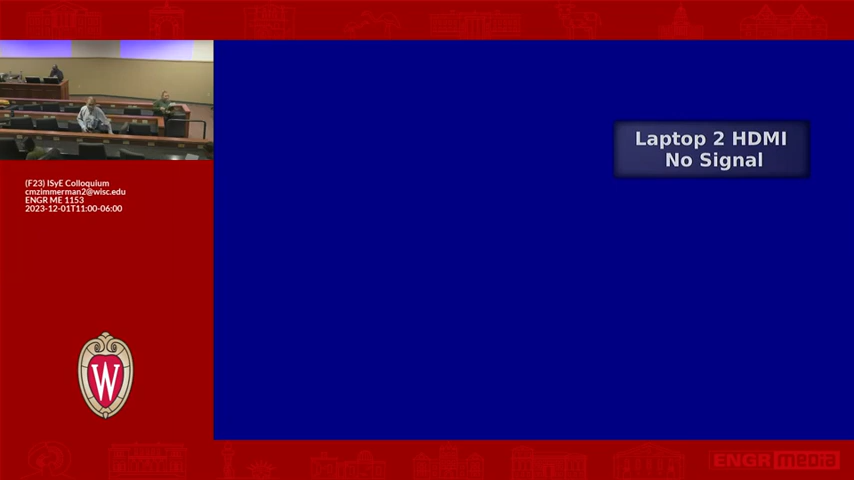 Laptop 2 HDMI
No Signal
(F23) ISyE Colloquium
cmzimmerman2@wisc.edu
ENGR ME 1153
2023-12-01T11:00-06:00
W
ENGR media